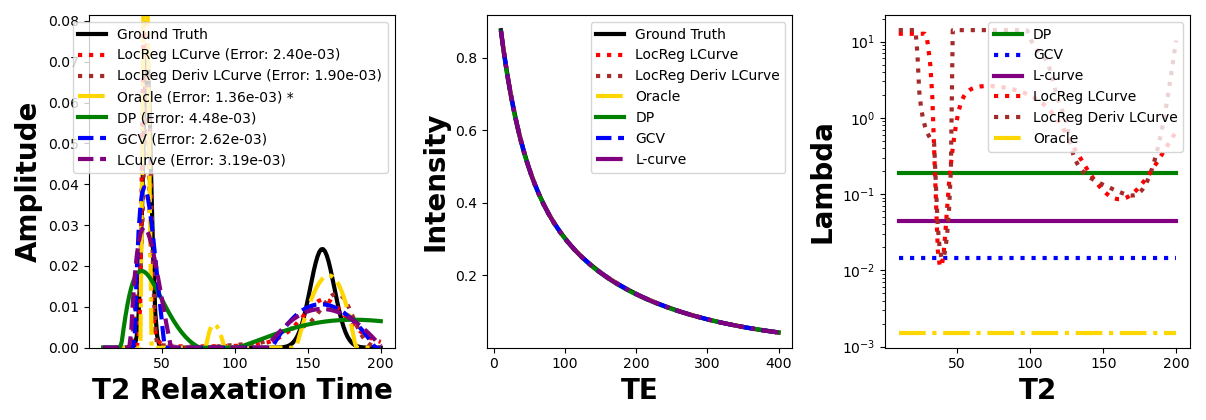 Amplitude
0.08
0.07
0.06
0.05
0.04
0.03
0.02
0.01
0.00
Ground Truth
LocReg LCurve (Error: 2.40e-03)
LocReg Deriv LCurve (Error: 1.90e-03)
Oracle (Error: 1.36e-03) *
DP (Error: 4.48e-03)
GCV (Error: 2.62e-03)
LCurve (Error: 3.19e-03)
50 100 150 200
T2 Relaxation Time
Intensity
0.8
0.6
0.4
0.2
Ground Truth
LocReg LCurve
LocReg Deriv LCurve
Oracle
DP
GCV
L-curve
0 100 200 300 400
TE
Lambda
10¹
10⁰
10⁻¹
10⁻²
10⁻³
DP
GCV
L-curve
LocReg LCurve
LocReg Deriv LCurve
Oracle
50 100 150 200
T2